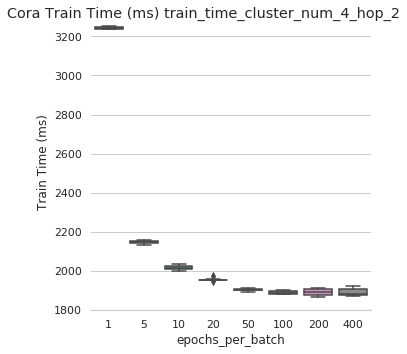 Cora Train Time (ms) train_time_cluster_num_4_hop_2
3200
3000
2800
2600
2400
2200
2000
1800
Train Time (ms)
1 5 10 20 50 100 200 400
epochs_per_batch